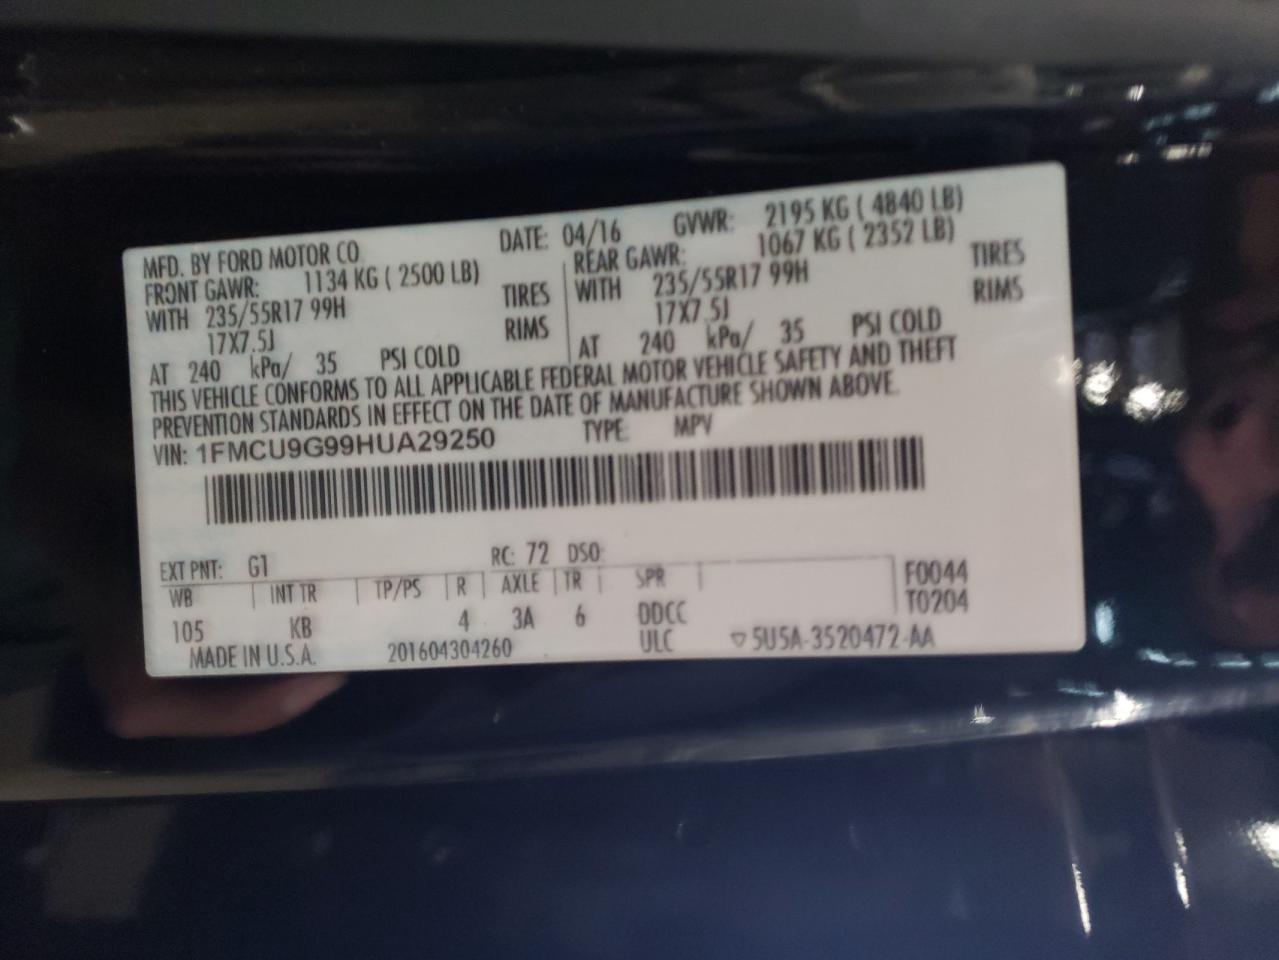 MFD. BY FORD MOTOR CO. DATE: 04/16 GVWR: 2195 KG ( 4840 LB)
FRONT GAWR: 1134 KG ( 2500 LB) REAR GAWR: 1067 KG ( 2352 LB)
WITH 235/55R17 99H TIRES WITH 235/55R17 99H TIRES
17X7.5J RIMS 17X7.5J RIMS
AT 240 kPa/ 35 PSI COLD AT 240 kPa/ 35 PSI COLD
THIS VEHICLE CONFORMS TO ALL APPLICABLE FEDERAL MOTOR VEHICLE SAFETY AND THEFT
PREVENTION STANDARDS IN EFFECT ON THE DATE OF MANUFACTURE SHOWN ABOVE.
VIN: 1FMCU9G99HUA29250 TYPE: MPV
EXT PNT: G1 RC: 72 DSO:
WB INT TR TP/PS R AXLE TR SPR F0044
105 KB 4 3A 6 DDCC T0204
MADE IN U.S.A. 201604304260 ULC ▽5U5A-3520472-AA